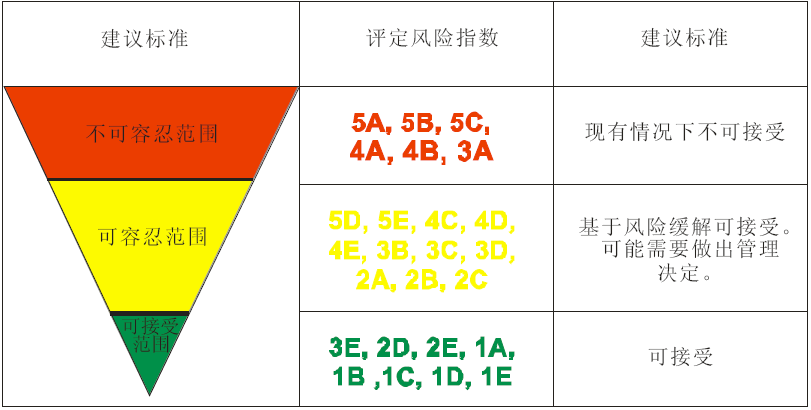 建议标准
评定风险指数
建议标准
不可容忍范围
5A, 5B, 5C,
4A, 4B, 3A
现有情况下不可接受
可容忍范围
5D, 5E, 4C, 4D,
4E, 3B, 3C, 3D,
2A, 2B, 2C
基于风险缓解可接受。
可能需要做出管理
决定。
可接受
范围
3E, 2D, 2E, 1A,
1B ,1C, 1D, 1E
可接受